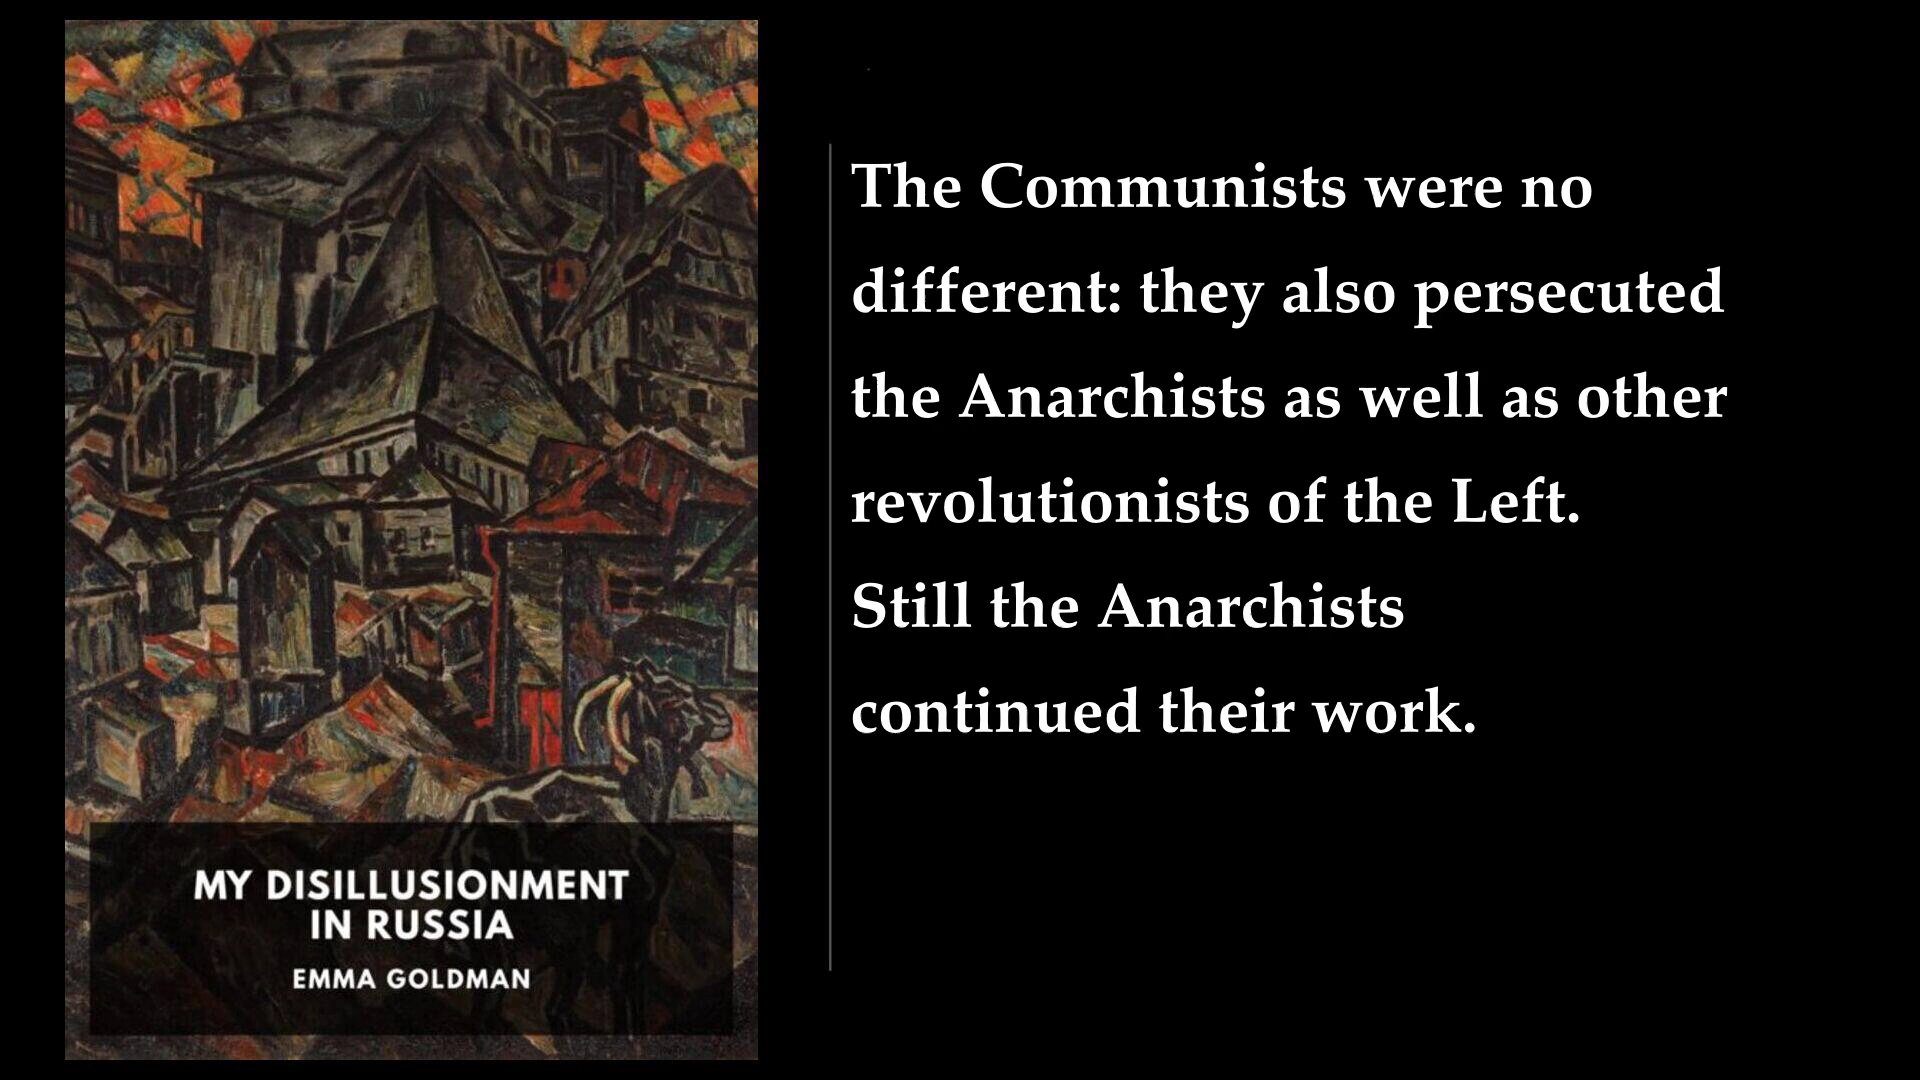 MY DISILLUSIONMENT
IN RUSSIA
EMMA GOLDMAN
The Communists were no
different: they also persecuted
the Anarchists as well as other
revolutionists of the Left.
Still the Anarchists
continued their work.